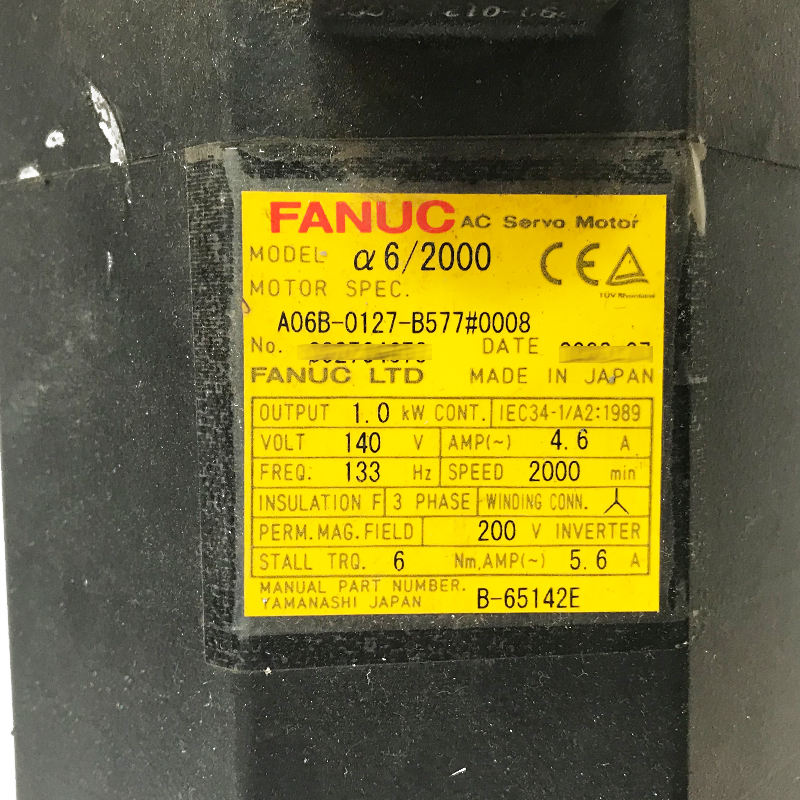 FANUC AC Servo Motor
MODEL α6/2000
CE
TÜV Rheinland
MOTOR SPEC.
A06B-0127-B577#0008
No. DATE
FANUC LTD MADE IN JAPAN
OUTPUT 1.0 kW CONT. IEC34-1/A2:1989
VOLT 140 V AMP(~) 4.6 A
FREQ. 133 Hz SPEED 2000 min⁻¹
INSULATION F 3 PHASE WINDING CONN.
PERM.MAG.FIELD 200 V INVERTER
STALL TRQ. 6 Nm,AMP(~) 5.6 A
MANUAL PART NUMBER.
YAMANASHI JAPAN B-65142E